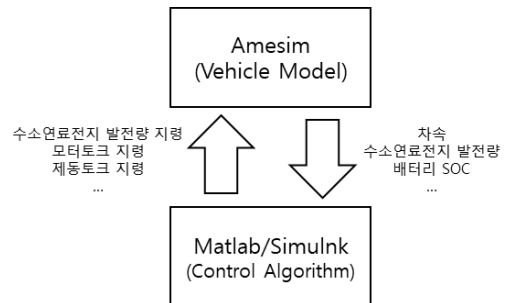 Amesim
(Vehicle Model)
수소연료전지 발전량 지령
모터토크 지령
제동토크 지령
...
차속
수소연료전지 발전량
배터리 SOC
...
Matlab/Simulnk
(Control Algorithm)